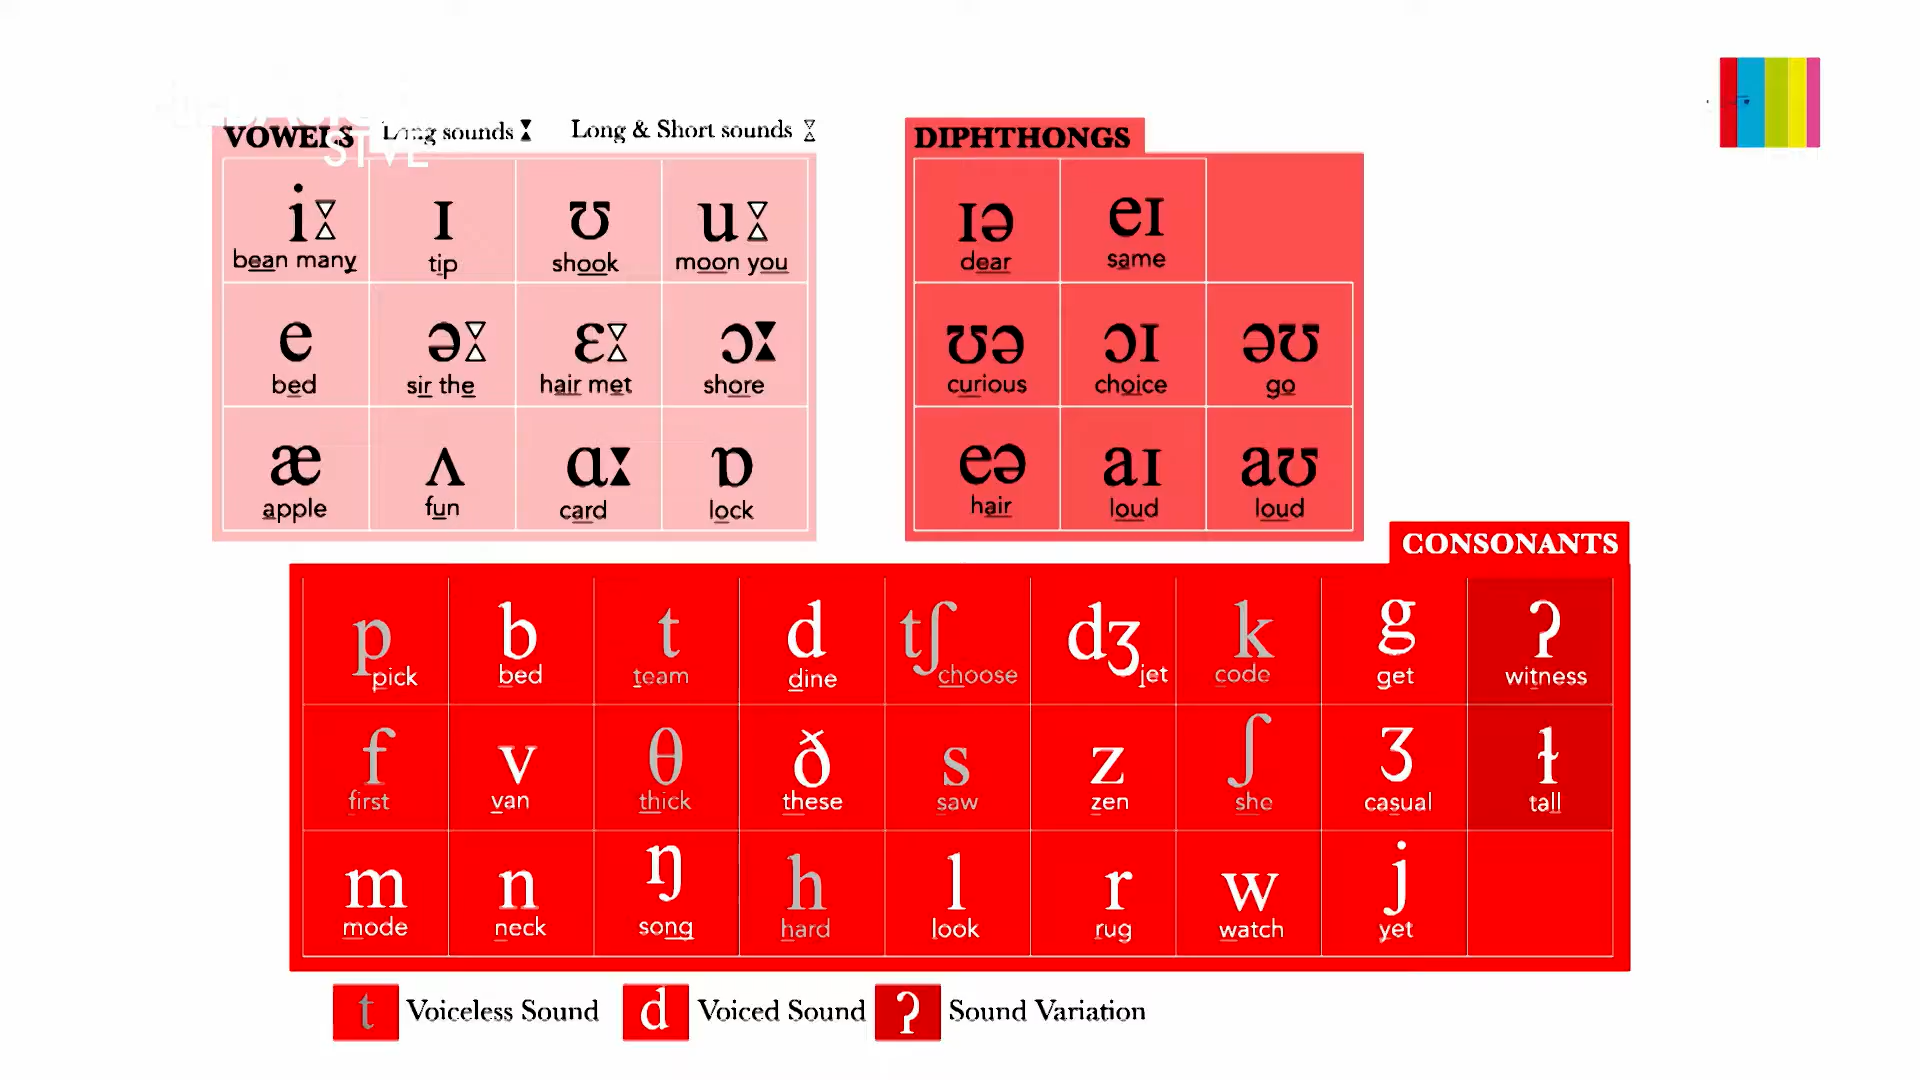 VOWELS Long sounds Long & Short sounds
iː ɪ ʊ uː
bean many tip shook moon you
e əː ɛː ɔː
bed sir the hair met shore
æ ʌ ɑː ɒ
apple fun card lock
DIPHTHONGS
ɪə eɪ
dear same
ʊə ɔɪ əʊ
curious choice go
eə aɪ aʊ
hair loud loud
CONSONANTS
p b t d tʃ dʒ k g ʔ
pick bed team dine choose jet code get witness
f v θ ð s z ʃ ʒ ɫ
first van thick these saw zen she casual tall
m n ŋ h l r w j
mode neck song hard look rug watch yet
t Voiceless Sound d Voiced Sound ʔ Sound Variation